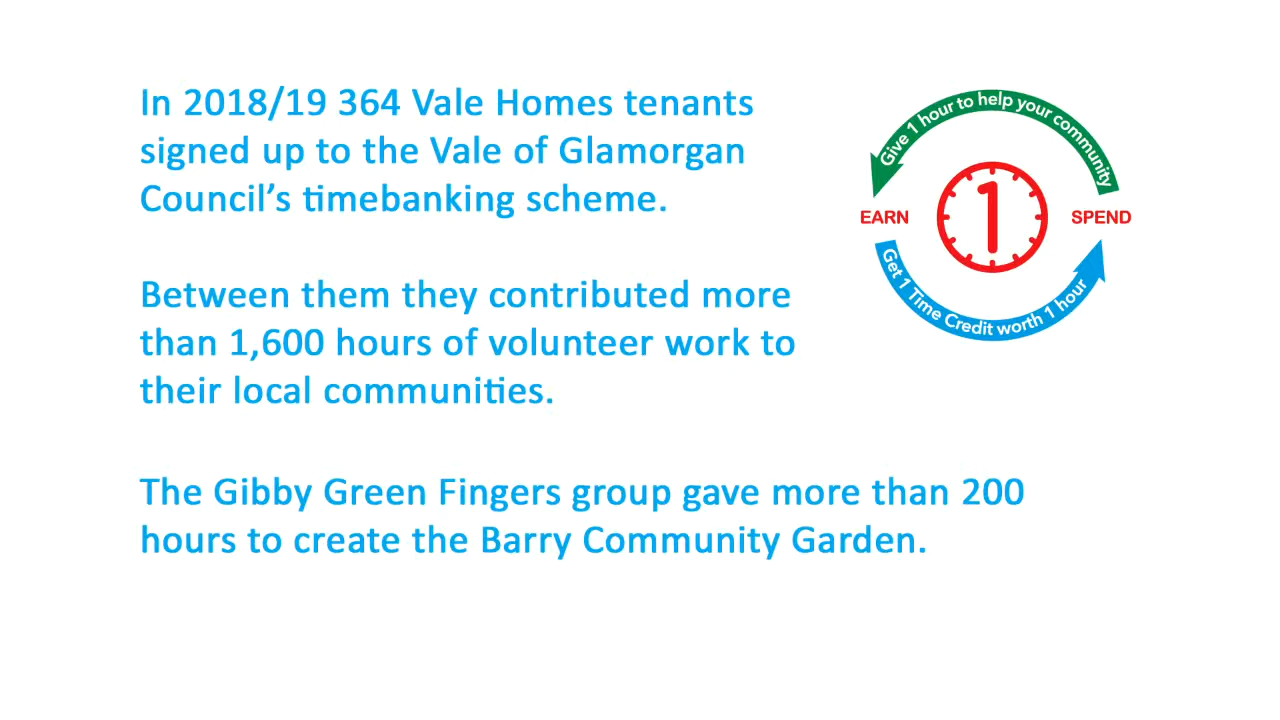 In 2018/19 364 Vale Homes tenants
signed up to the Vale of Glamorgan
Council’s timebanking scheme.
Between them they contributed more
than 1,600 hours of volunteer work to
their local communities.
The Gibby Green Fingers group gave more than 200
hours to create the Barry Community Garden.
Give 1 hour to help your community
EARN
1
SPEND
Get 1 Time Credit worth 1 hour